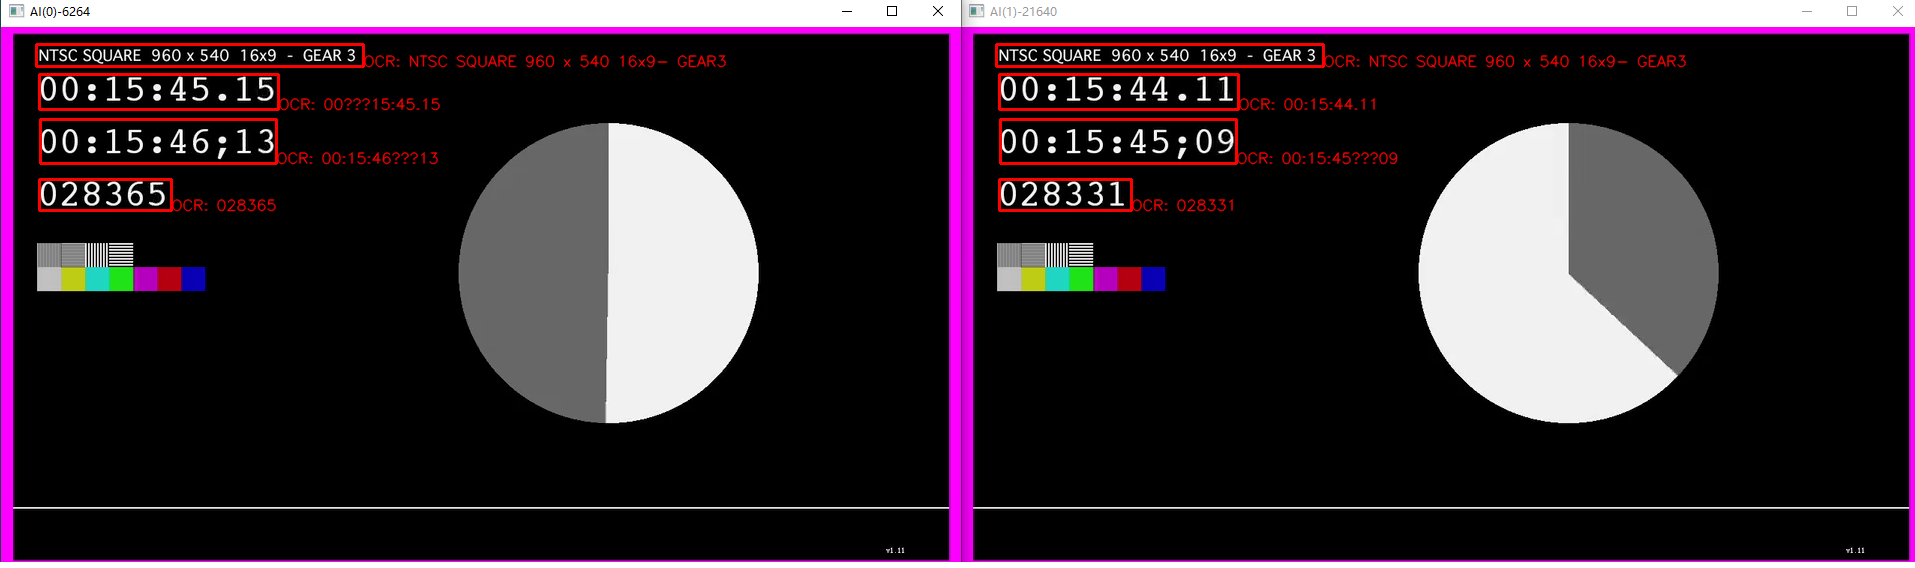 AI(0)-6264
NTSC SQUARE 960 x 540 16x9 - GEAR 3
OCR: NTSC SQUARE 960 x 540 16x9- GEAR3
00:15:45.15
OCR: 00???15:45.15
00:15:46;13
OCR: 00:15:46???13
028365
OCR: 028365
v1.11
AI(1)-21640
NTSC SQUARE 960 x 540 16x9 - GEAR 3
OCR: NTSC SQUARE 960 x 540 16x9- GEAR3
00:15:44.11
OCR: 00:15:44.11
00:15:45;09
OCR: 00:15:45???09
028331
OCR: 028331
v1.11